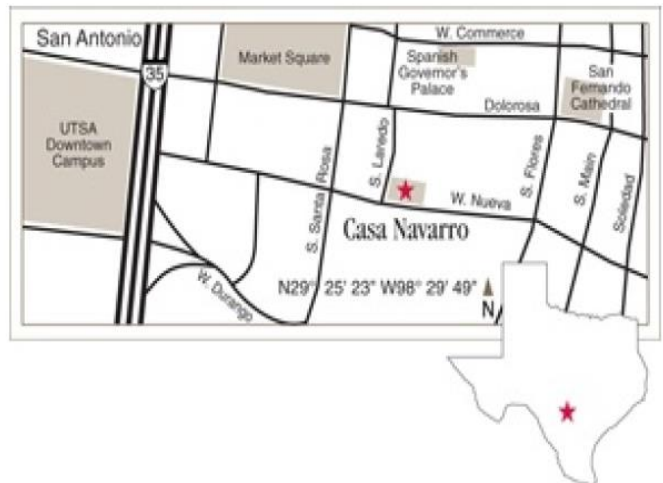 San Antonio
35
W. Commerce
Market Square
Spanish
Governor's
Palace
San
Fernando
Cathedral
Dolorosa
UTSA
Downtown
Campus
S. Santa Rosa
S. Laredo
S. Flores
S. Main
Soledad
W. Nueva
Casa Navarro
W. Durango
N29° 25' 23" W98° 29' 49"
N